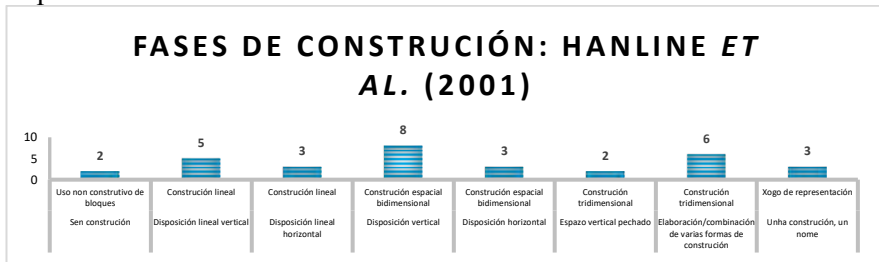 FASES DE CONSTRUCIÓN: HANLINE ET
AL. (2001)
10
5
0
2
5
3
8
3
2
6
3
Uso non construtivo de
bloques
Construción lineal
Construción lineal
Construción espacial
bidimensional
Construción espacial
bidimensional
Construción
tridimensional
Construción
tridimensional
Xogo de representación
Sen construción
Disposición lineal vertical
Disposición lineal
horizontal
Disposición vertical
Disposición horizontal
Espazo vertical pechado
Elaboración/combinación
de varias formas de
construción
Unha construción, un
nome